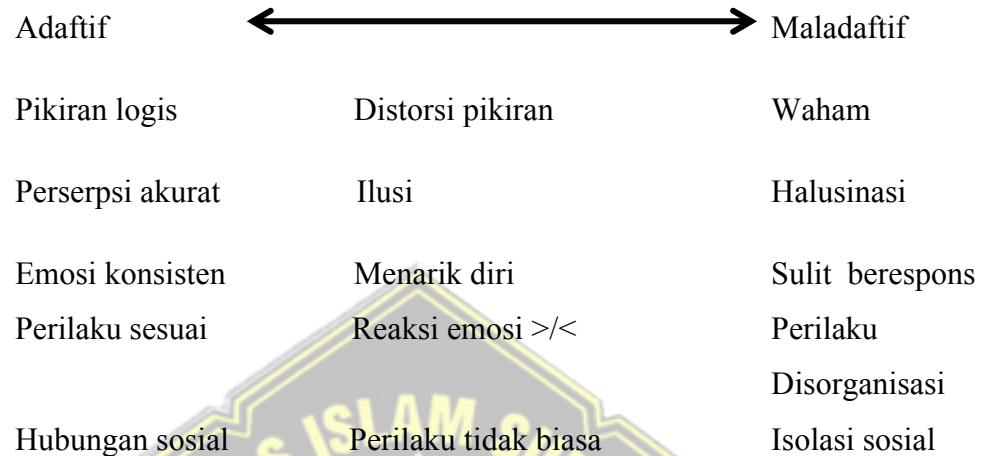 Adaftif Maladaftif
Pikiran logis Distorsi pikiran Waham
Perserpsi akurat Ilusi Halusinasi
Emosi konsisten Menarik diri Sulit berespons
Perilaku sesuai Reaksi emosi >/< Perilaku
Disorganisasi
Hubungan sosial Perilaku tidak biasa Isolasi sosial
ISLAM